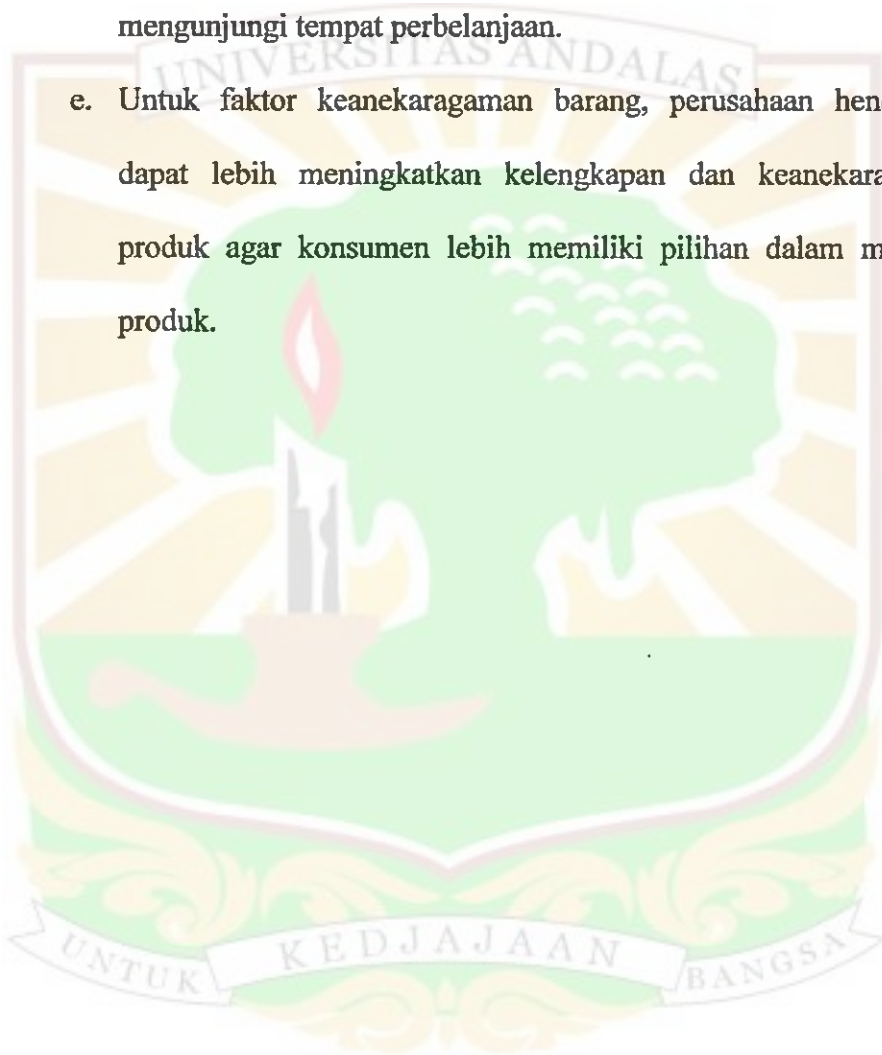 mengunjungi tempat perbelanjaan.
UNIVERSITAS ANDALAS
e. Untuk faktor keanekaragaman barang, perusahaan hen
dapat lebih meningkatkan kelengkapan dan keanekara
produk agar konsumen lebih memiliki pilihan dalam m
produk.
UNTUK KEDJAJAAN BANGSA